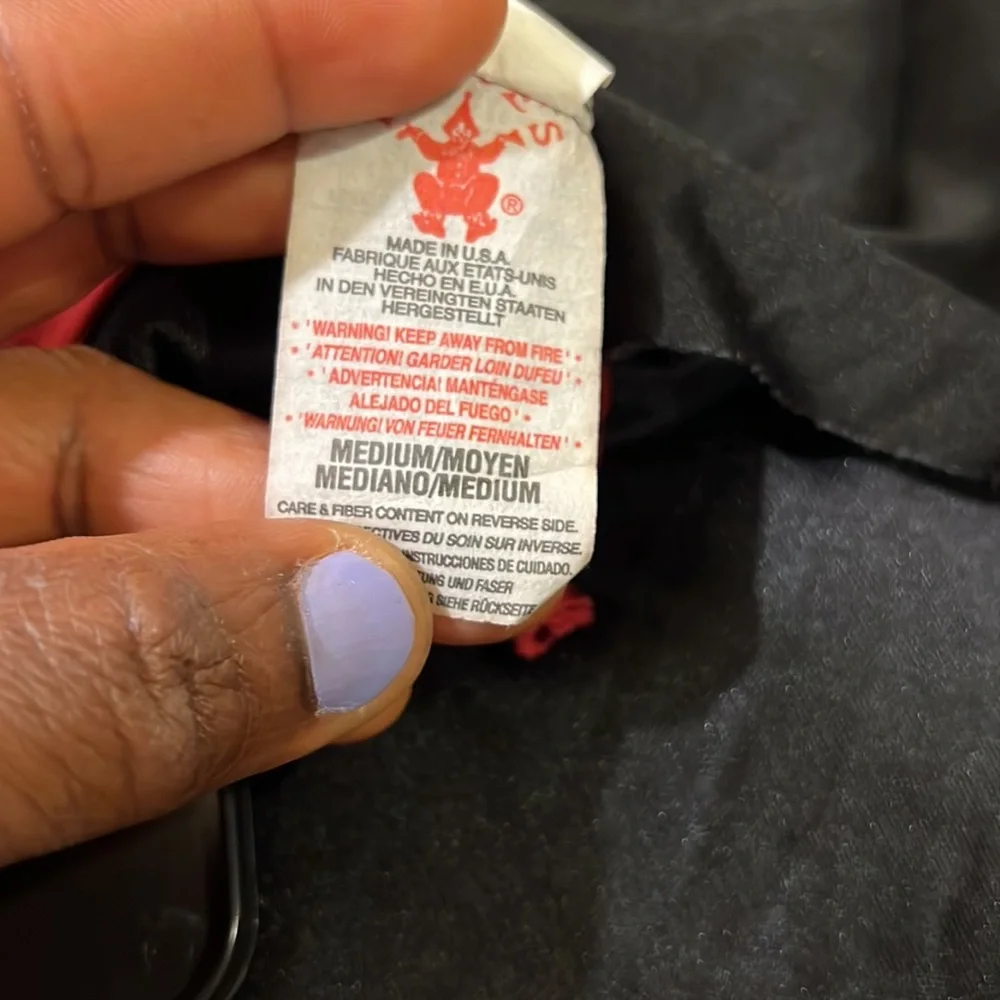 ®
MADE IN U.S.A.
FABRIQUE AUX ETATS-UNIS
HECHO EN E.U.A.
IN DEN VEREINGTEN STAATEN
HERGESTELLT
• 'WARNING! KEEP AWAY FROM FIRE' •
• 'ATTENTION! GARDER LOIN DUFEU' •
• 'ADVERTENCIA! MANTÉNGASE
ALEJADO DEL FUEGO' •
• 'WARNUNG! VON FEUER FERNHALTEN' •
MEDIUM/MOYEN
MEDIANO/MEDIUM
CARE & FIBER CONTENT ON REVERSE SIDE.
DU SOIN SUR INVERSE.
DE CUIDADO.
UND FASER
SIEHE RÜCKSEITE